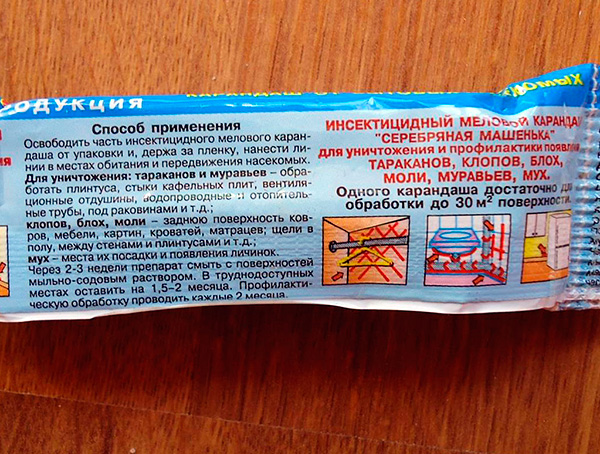 ОДУКЦИЯ
КАРАНДАШ
Способ применения
Освободить часть инсектицидного мелового каран-
даша от упаковки и, держа за пленку, нанести ли-
нии в местах обитания и передвижения насекомых.
Для уничтожения: тараканов и муравьев – обра-
ботать плинтуса, стыки кафельных плит, вентиля-
ционные отдушины, водопроводные и отопитель-
ные трубы, под раковинами и т.д.;
клопов, блох, моли – заднюю поверхность ков-
ров, мебели, картин, кроватей, матрацев; щели в
полу, между стенами и плинтусами и т.д.;
мух – места их посадки и появления личинок.
Через 2-3 недели препарат смыть с поверхностей
мыльно-содовым раствором. В труднодоступных
местах оставить на 1,5–2 месяца. Профилакти-
ческую обработку проводить каждые 2 месяца.
ИНСЕКТИЦИДНЫЙ МЕЛОВОЙ КАРАНДА
"СЕРЕБРЯНАЯ МАШЕНЬКА"
для уничтожения и профилактики появл
ТАРАКАНОВ, КЛОПОВ, БЛОХ,
МОЛИ, МУРАВЬЕВ, МУХ.
Одного карандаша достаточно для
обработки до 30 м² поверхности.